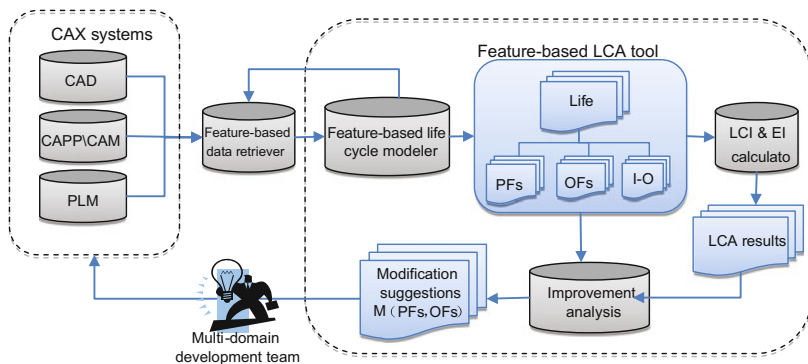 CAX systems
CAD
CAPP\CAM
PLM
Feature-based
data retriever
Feature-based life
cycle modeler
Feature-based LCA tool
Life
PFs
OFs
I-O
LCI & EI
calculato
LCA results
Improvement
analysis
Modification
suggestions
M（PFs,OFs）
Multi-domain
development team